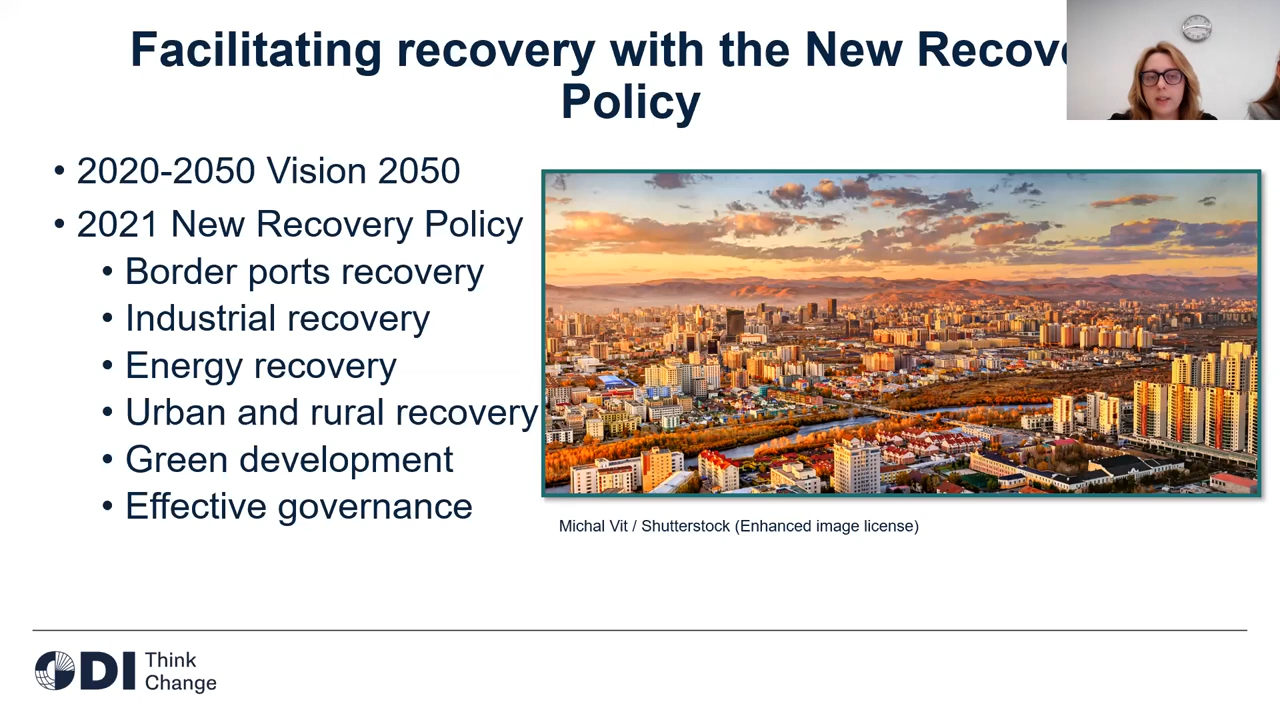 Facilitating recovery with the New Recove
Policy
• 2020-2050 Vision 2050
• 2021 New Recovery Policy
• Border ports recovery
• Industrial recovery
• Energy recovery
• Urban and rural recovery
• Green development
• Effective governance
Michal Vit / Shutterstock (Enhanced image license)
ODI
Think
Change